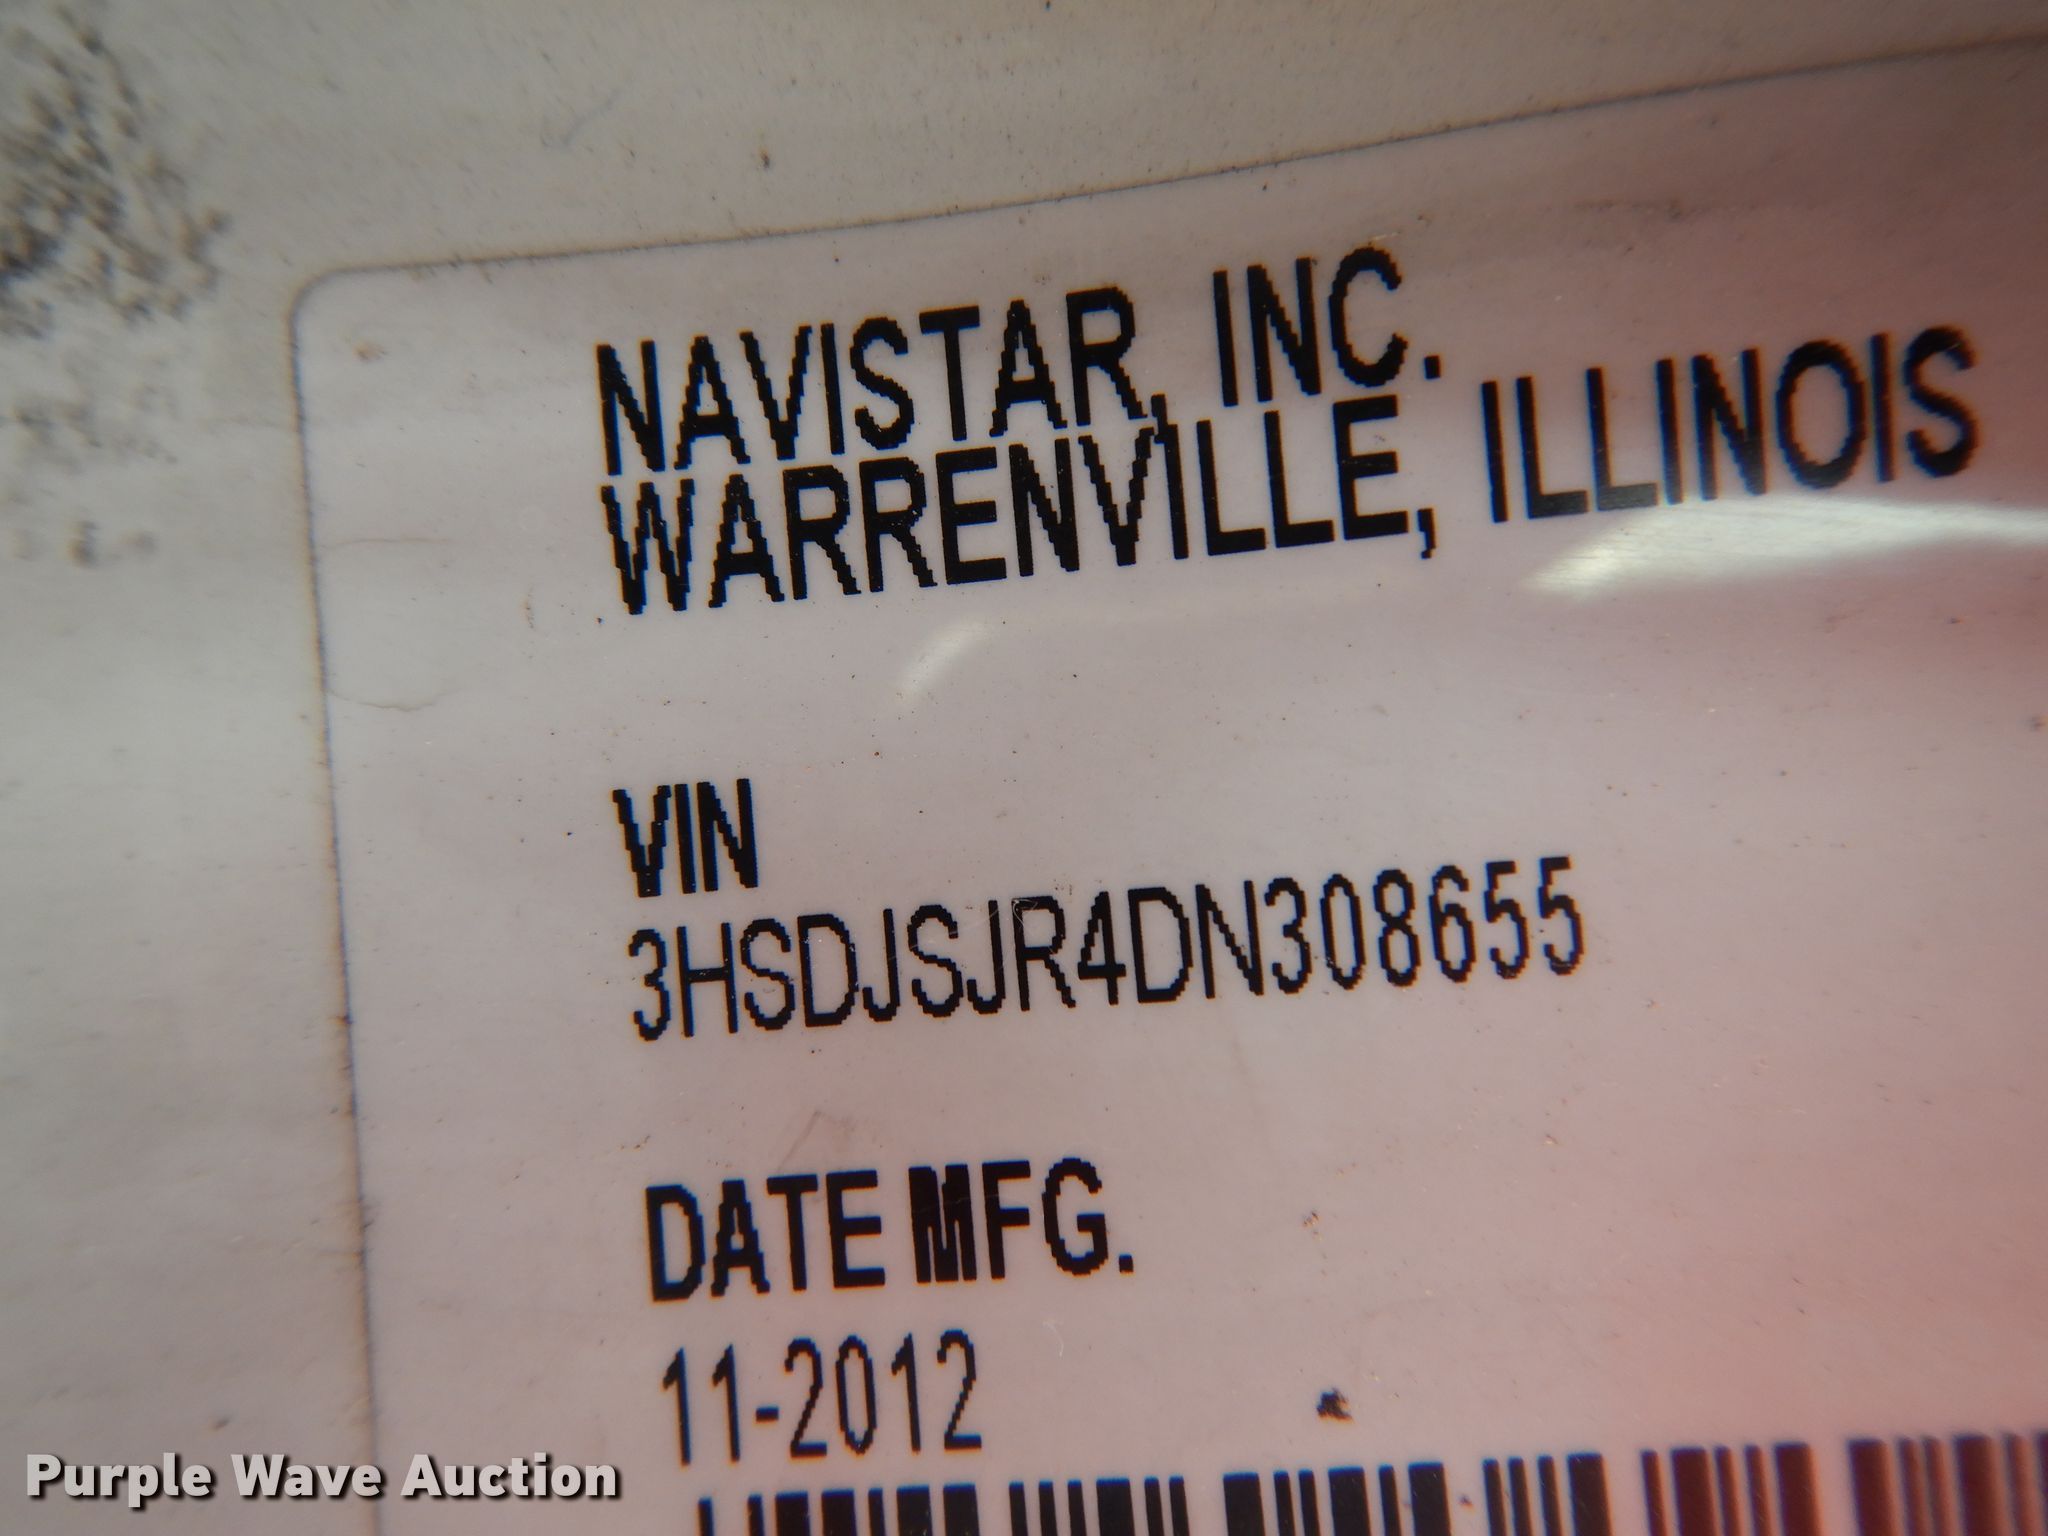 NAVISTAR, INC.
WARRENVILLE, ILLINOIS
VIN
3HSDJSJR4DN308655
DATE MFG.
11-2012
Purple Wave Auction